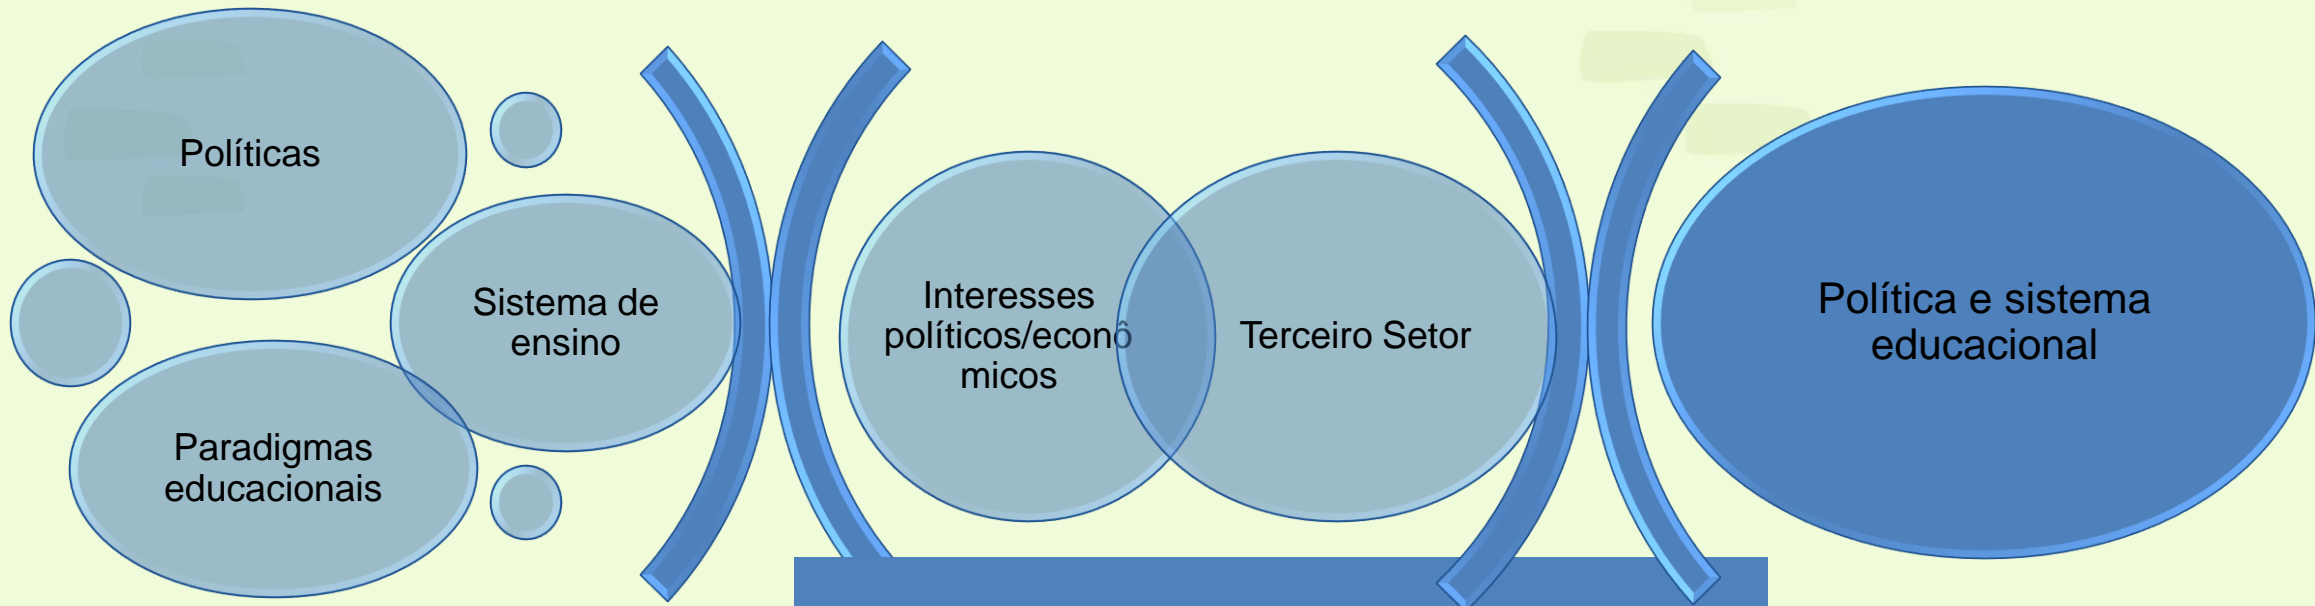 Políticas
Sistema de
ensino
Paradigmas
educacionais
Interesses
políticos/econô
micos
Terceiro Setor
Política e sistema
educacional